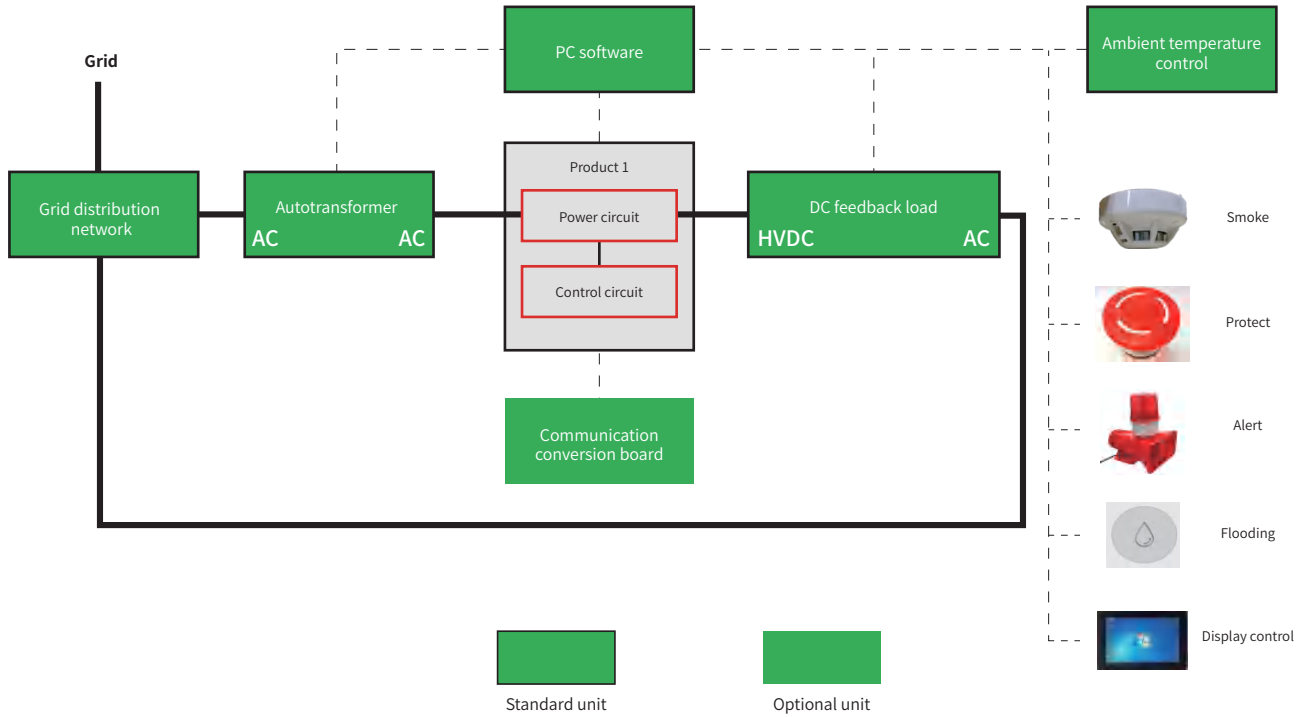 PC software
Ambient temperature
control
Grid
Product 1
Grid distribution
network
Autotransformer
AC
AC
Power circuit
DC feedback load
HVDC
AC
Control circuit
Communication
conversion board
Smoke
Protect
Alert
Flooding
Display control
Standard unit
Optional unit